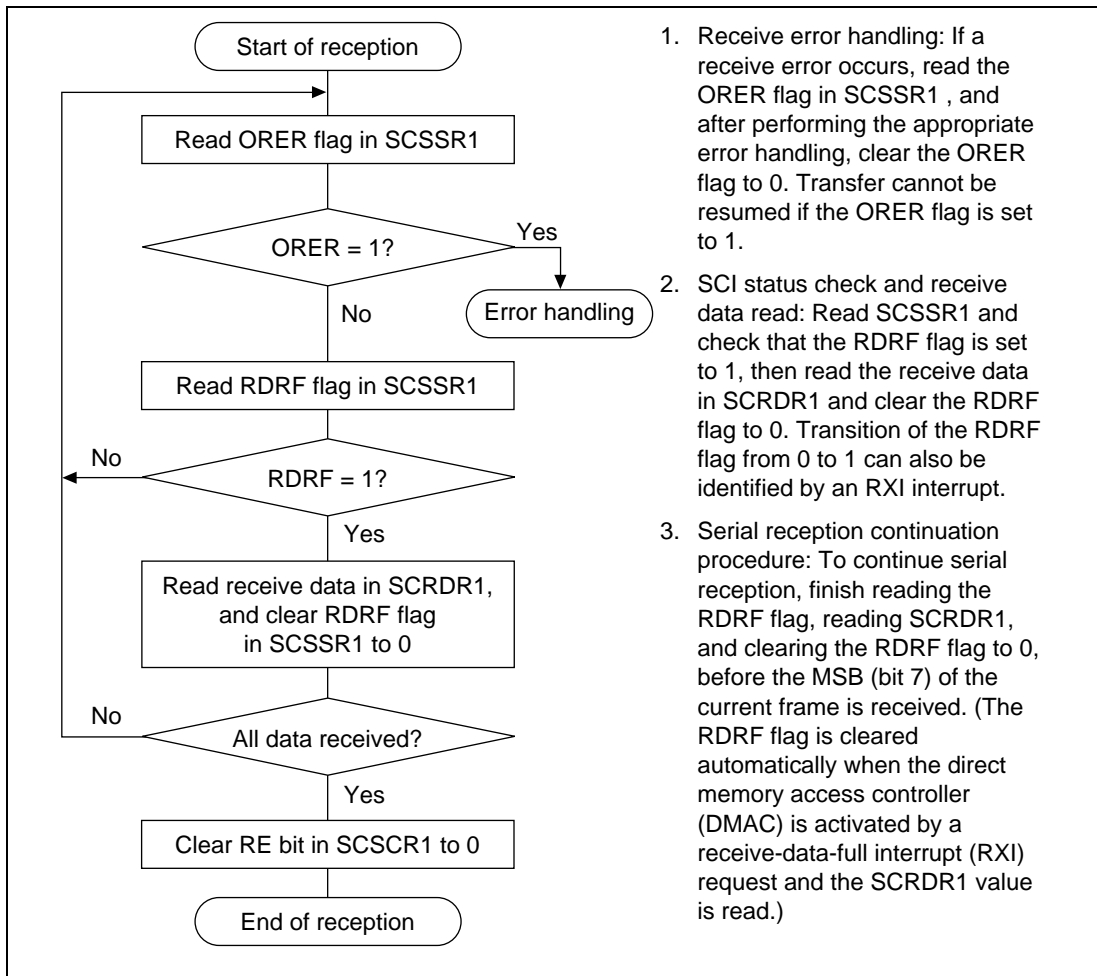 Start of reception
Read ORER flag in SCSSR1
ORER = 1?
Yes
Error handling
No
Read RDRF flag in SCSSR1
No
RDRF = 1?
Yes
Read receive data in SCRDR1,
and clear RDRF flag
in SCSSR1 to 0
No
All data received?
Yes
Clear RE bit in SCSCR1 to 0
End of reception
1. Receive error handling: If a
receive error occurs, read the
ORER flag in SCSSR1 , and
after performing the appropriate
error handling, clear the ORER
flag to 0. Transfer cannot be
resumed if the ORER flag is set
to 1.
2. SCI status check and receive
data read: Read SCSSR1 and
check that the RDRF flag is set
to 1, then read the receive data
in SCRDR1 and clear the RDRF
flag to 0. Transition of the RDRF
flag from 0 to 1 can also be
identified by an RXI interrupt.
3. Serial reception continuation
procedure: To continue serial
reception, finish reading the
RDRF flag, reading SCRDR1,
and clearing the RDRF flag to 0,
before the MSB (bit 7) of the
current frame is received. (The
RDRF flag is cleared
automatically when the direct
memory access controller
(DMAC) is activated by a
receive-data-full interrupt (RXI)
request and the SCRDR1 value
is read.)